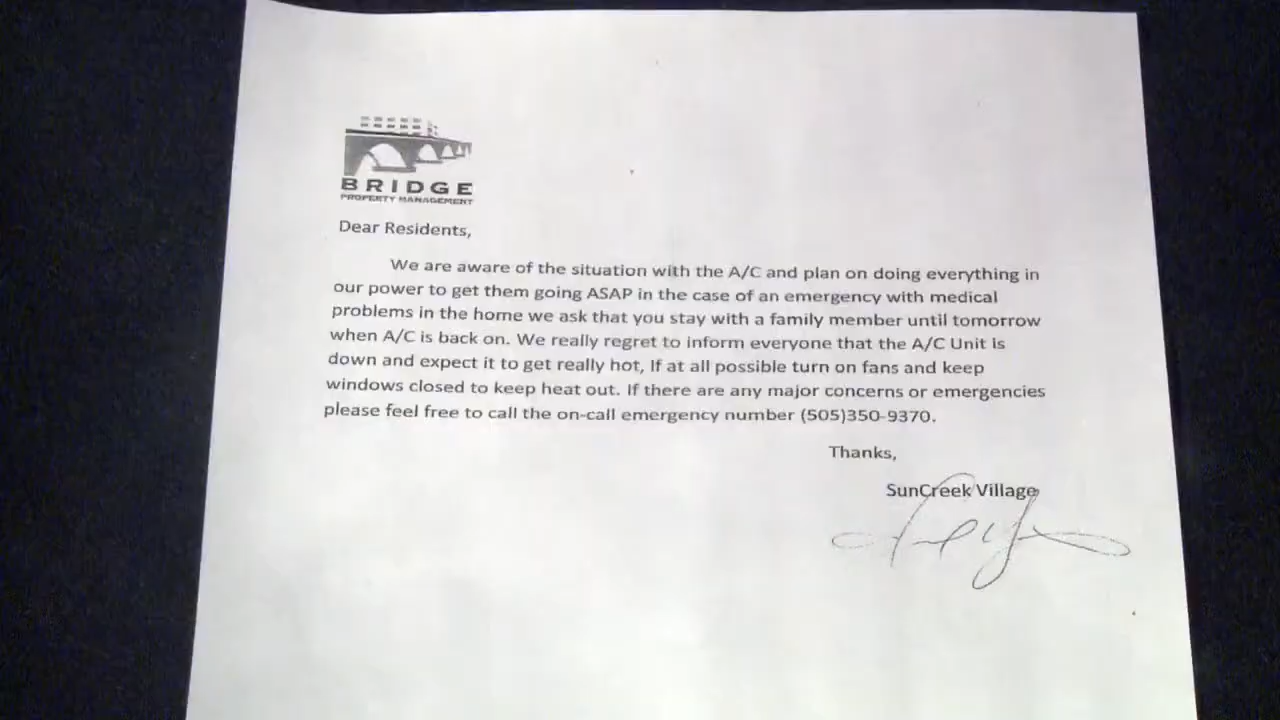 BRIDGE
PROPERTY MANAGEMENT
Dear Residents,
We are aware of the situation with the A/C and plan on doing everything in
our power to get them going ASAP in the case of an emergency with medical
problems in the home we ask that you stay with a family member until tomorrow
when A/C is back on. We really regret to inform everyone that the A/C Unit Is
down and expect it to get really hot, If at all possible turn on fans and keep
windows closed to keep heat out. If there are any major concerns or emergencies
please feel free to call the on-call emergency number (505)350-9370.
Thanks,
SunCreek Village